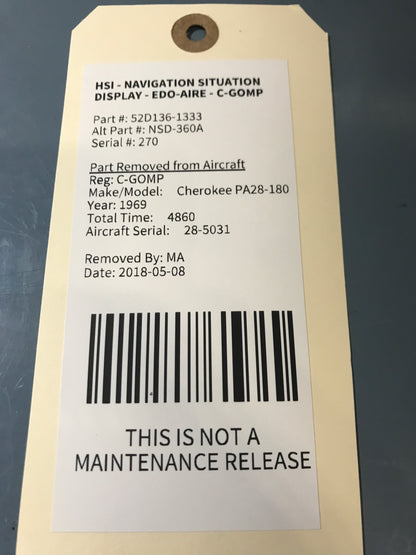 HSI - NAVIGATION SITUATION
DISPLAY - EDO-AIRE - C-GOMP
Part #: 52D136-1333
Alt Part #: NSD-360A
Serial #: 270
Part Removed from Aircraft
Reg: C-GOMP
Make/Model: Cherokee PA28-180
Year: 1969
Total Time: 4860
Aircraft Serial: 28-5031
Removed By: MA
Date: 2018-05-08
THIS IS NOT A
MAINTENANCE RELEASE